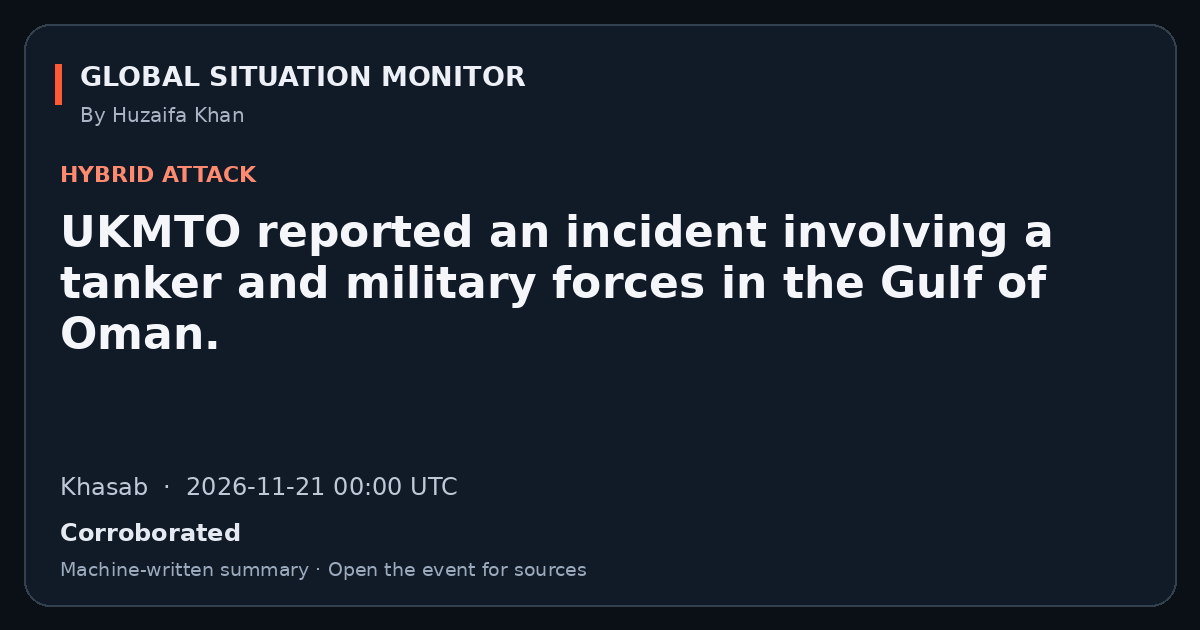 GLOBAL SITUATION MONITOR
By Huzaifa Khan
HYBRID ATTACK
UKMTO reported an incident involving a
tanker and military forces in the Gulf of
Oman.
Khasab · 2026-11-21 00:00 UTC
Corroborated
Machine-written summary · Open the event for sources